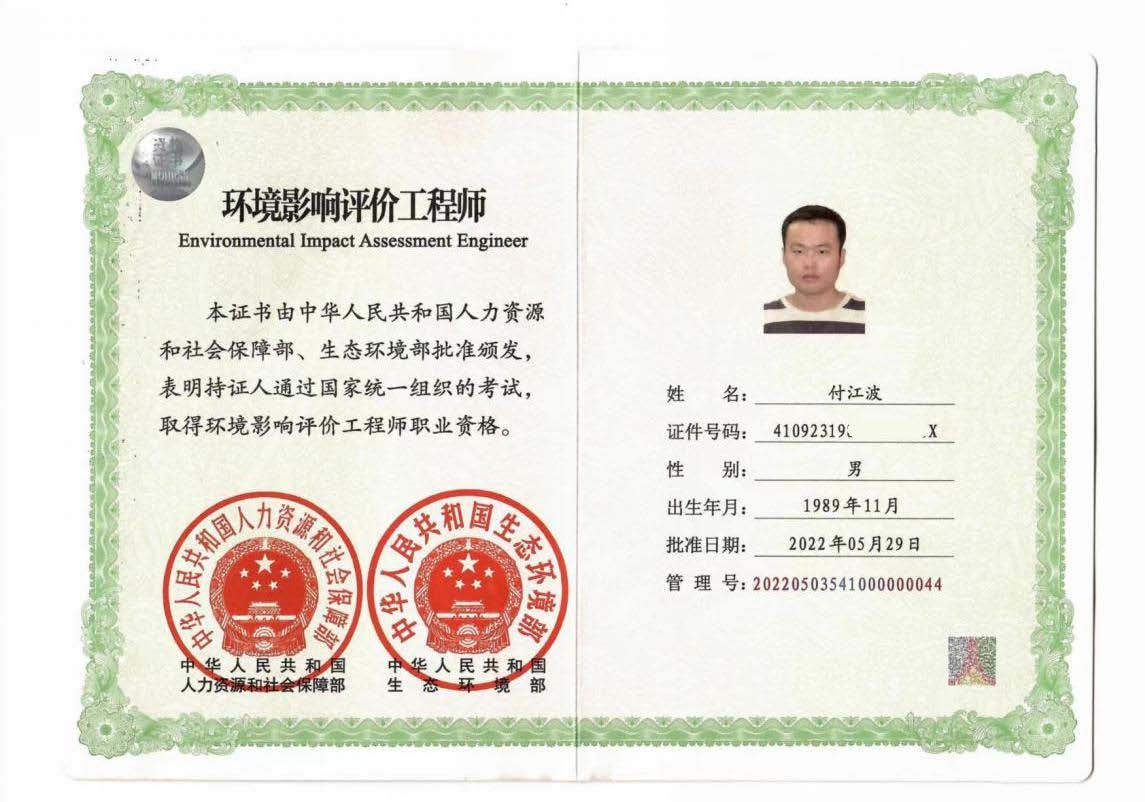 环境影响评价工程师
Environmental Impact Assessment Engineer
本证书由中华人民共和国人力资源
和社会保障部、生态环境部批准颁发，
表明持证人通过国家统一组织的考试，
取得环境影响评价工程师职业资格。
中华人民共和国人力资源和社会保障部
中华人民共和国生态环境部
中华人民共和国
人力资源和社会保障部
中华人民共和国
生态环境部
姓 名： 付江波
证件号码： 41092319 X
性 别： 男
出生年月： 1989年11月
批准日期： 2022年05月29日
管 理 号：20220503541000000044